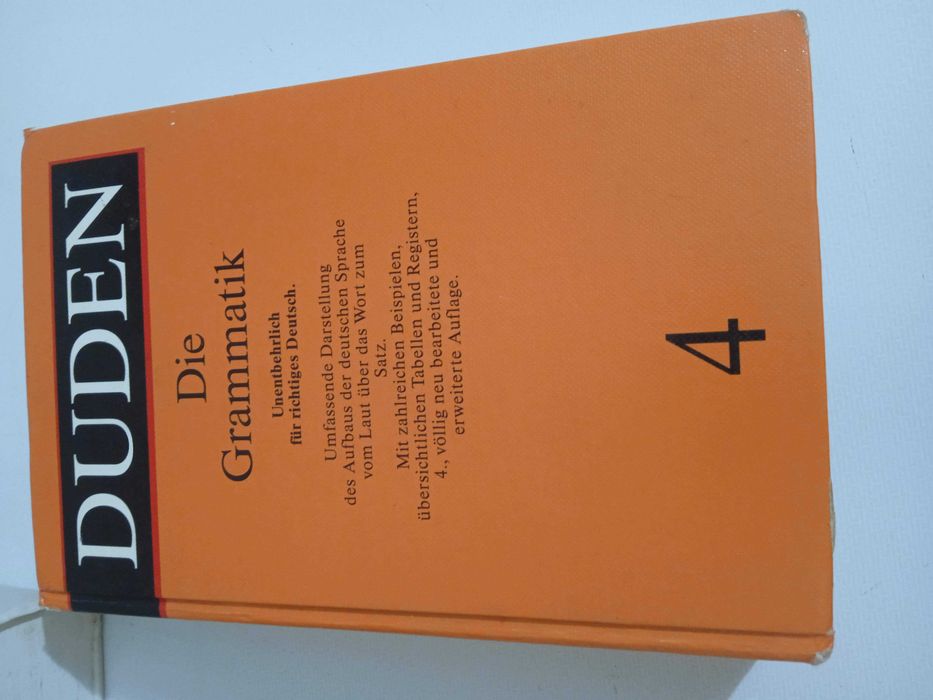 DUDEN
Die
Grammatik
Unentbehrlich
für richtiges Deutsch.
Umfassende Darstellung
des Aufbaus der deutschen Sprache
vom Laut über das Wort zum
Satz.
Mit zahlreichen Beispielen,
übersichtlichen Tabellen und Registern,
4., völlig neu bearbeitete und
erweiterte Auflage.
4